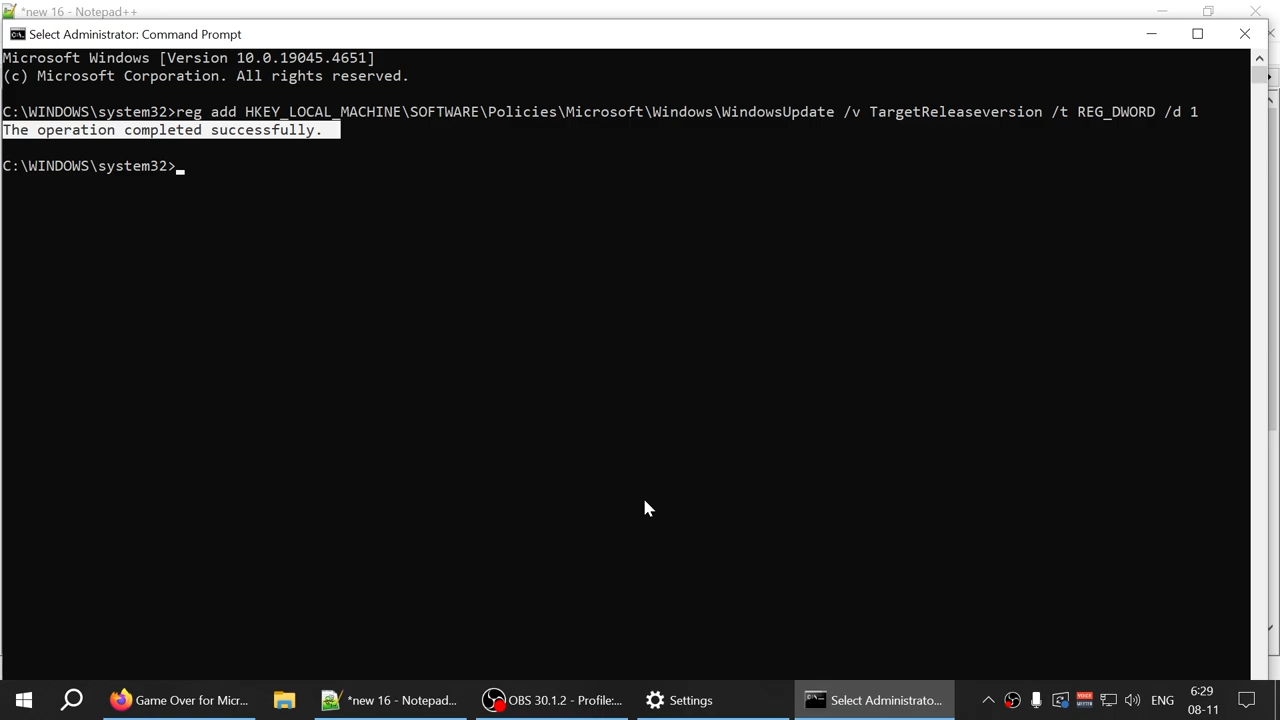 *new 16 - Notepad++
Select Administrator: Command Prompt
Microsoft Windows [Version 10.0.19045.4651]
(c) Microsoft Corporation. All rights reserved.
C:\WINDOWS\system32>reg add HKEY_LOCAL_MACHINE\SOFTWARE\Policies\Microsoft\Windows\WindowsUpdate /v TargetReleaseversion /t REG_DWORD /d 1
The operation completed successfully.
C:\WINDOWS\system32>
Game Over for Micr...
*new 16 - Notepad...
OBS 30.1.2 - Profile:...
Settings
Select Administrato...
ENG
6:29
08-11